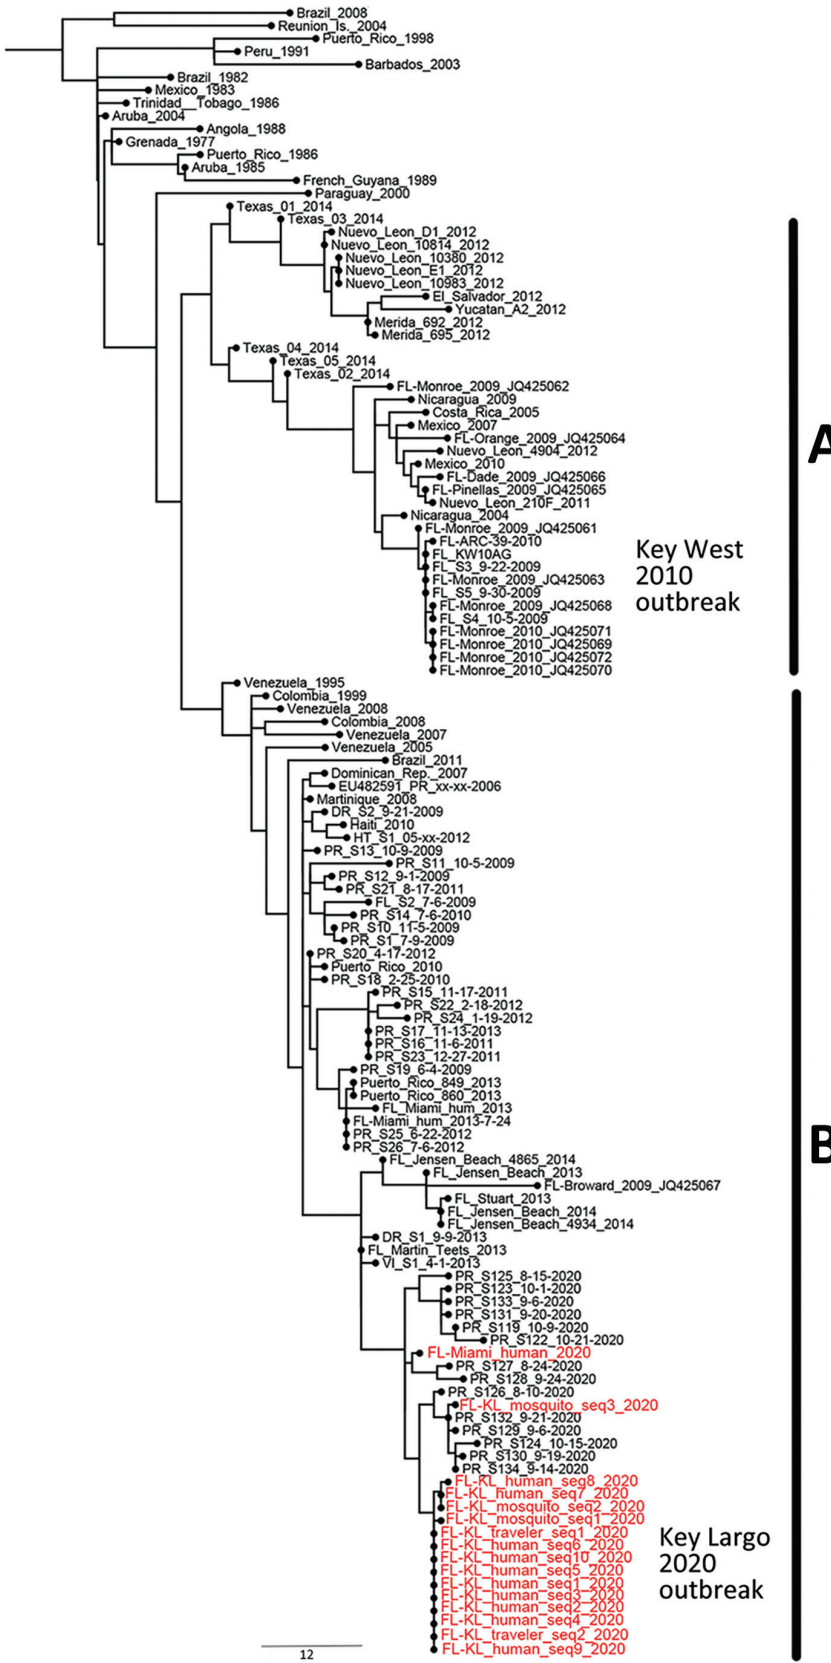 Brazil_2008
Reunion_Is._2004
Puerto_Rico_1998
Peru_1991
Barbados_2003
Brazil_1982
Mexico_1983
Trinidad__Tobago_1986
Aruba_2004
Angola_1988
Grenada_1977
Puerto_Rico_1986
Aruba_1985
French_Guyana_1989
Paraguay_2000
Texas_01_2014
Texas_03_2014
Nuevo_Leon_D1_2012
Nuevo_Leon_10814_2012
Nuevo_Leon_10380_2012
Nuevo_Leon_E1_2012
Nuevo_Leon_10983_2012
El_Salvador_2012
Yucatan_A2_2012
Merida_692_2012
Merida_695_2012
Texas_04_2014
Texas_05_2014
Texas_02_2014
FL-Monroe_2009_JQ425062
Nicaragua_2009
Costa_Rica_2005
Mexico_2007
FL-Orange_2009_JQ425064
A
Nuevo_Leon_4904_2012
Mexico_2010
FL-Dade_2009_JQ425066
FL-Pinellas_2009_JQ425065
Nuevo_Leon_210F_2011
Nicaragua_2004
FL-Monroe_2009_JQ425061
FL-ARC-39-2010
FL_KW10AG
FL_S3_9-22-2009
FL-Monroe_2009_JQ425063
FL_S5_9-30-2009
FL-Monroe_2009_JQ425068
FL_S4_10-5-2009
FL-Monroe_2010_JQ425071
FL-Monroe_2010_JQ425069
FL-Monroe_2010_JQ425072
FL-Monroe_2010_JQ425070
Key West
2010
outbreak
Venezuela_1995
Colombia_1999
Venezuela_2008
Colombia_2008
Venezuela_2007
Venezuela_2005
Brazil_2011
Dominican_Rep._2007
EU482591_PR_xx-xx-2006
Martinique_2008
DR_S2_9-21-2009
Haiti_2010
HT_S1_05-xx-2012
PR_S13_10-9-2009
PR_S11_10-5-2009
PR_S12_9-1-2009
PR_S21_8-17-2011
FL_S2_7-6-2009
PR_S14_7-6-2010
PR_S10_11-5-2009
PR_S1_7-9-2009
PR_S20_4-17-2012
Puerto_Rico_2010
PR_S18_2-25-2010
PR_S15_11-17-2011
PR_S22_2-18-2012
PR_S24_1-19-2012
PR_S17_11-13-2013
PR_S16_11-6-2011
PR_S23_12-27-2011
PR_S19_6-4-2009
Puerto_Rico_849_2013
Puerto_Rico_860_2013
FL_Miami_hum_2013
FL-Miami_hum_2013-7-24
PR_S25_6-22-2012
PR_S26_7-6-2012
B
FL_Jensen_Beach_4865_2014
FL_Jensen_Beach_2013
FL-Broward_2009_JQ425067
FL_Stuart_2013
FL_Jensen_Beach_2014
FL_Jensen_Beach_4934_2014
DR_S1_9-9-2013
FL_Martin_Teets_2013
VI_S1_4-1-2013
PR_S125_8-15-2020
PR_S123_10-1-2020
PR_S133_9-6-2020
PR_S131_9-20-2020
PR_S119_10-9-2020
PR_S122_10-21-2020
FL-Miami_human_2020
PR_S127_8-24-2020
PR_S128_9-24-2020
PR_S126_8-10-2020
FL-KL_mosquito_seq3_2020
PR_S132_9-21-2020
PR_S129_9-6-2020
PR_S124_10-15-2020
PR_S130_9-19-2020
PR_S134_9-14-2020
FL-KL_human_seg8_2020
FL-KL_human_seq7_2020
FL-KL_mosquito_seq2_2020
FL-KL_mosquito_seq1_2020
FL-KL_traveler_seq1_2020
FL-KL_human_seq6_2020
FL-KL_human_seq10_2020
FL-KL_human_seq5_2020
FL-KL_human_seq1_2020
FL-KL_human_seq3_2020
FL-KL_human_seq2_2020
FL-KL_human_seq4_2020
FL-KL_traveler_seq2_2020
FL-KL_human_seq9_2020
Key Largo
2020
outbreak
12